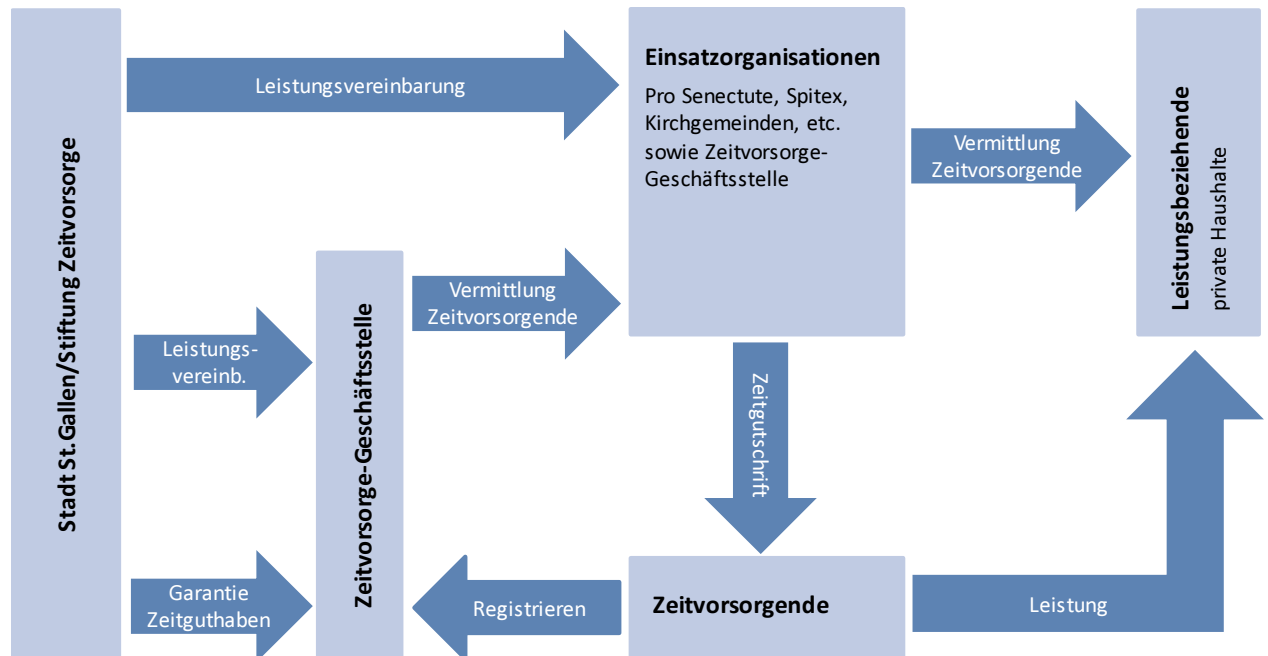 Stadt St.Gallen/Stiftung Zeitvorsorge
Leistungsvereinbarung
Einsatzorganisationen
Pro Senectute, Spitex,
Kirchgemeinden, etc.
sowie Zeitvorsorge-
Geschäftsstelle
Vermittlung
Zeitvorsorgende
Leistungsbeziehende
private Haushalte
Leistungs-
vereinb.
Zeitvorsorge-Geschäftsstelle
Vermittlung
Zeitvorsorgende
Zeitgutschrift
Garantie
Zeitguthaben
Registrieren
Zeitvorsorgende
Leistung